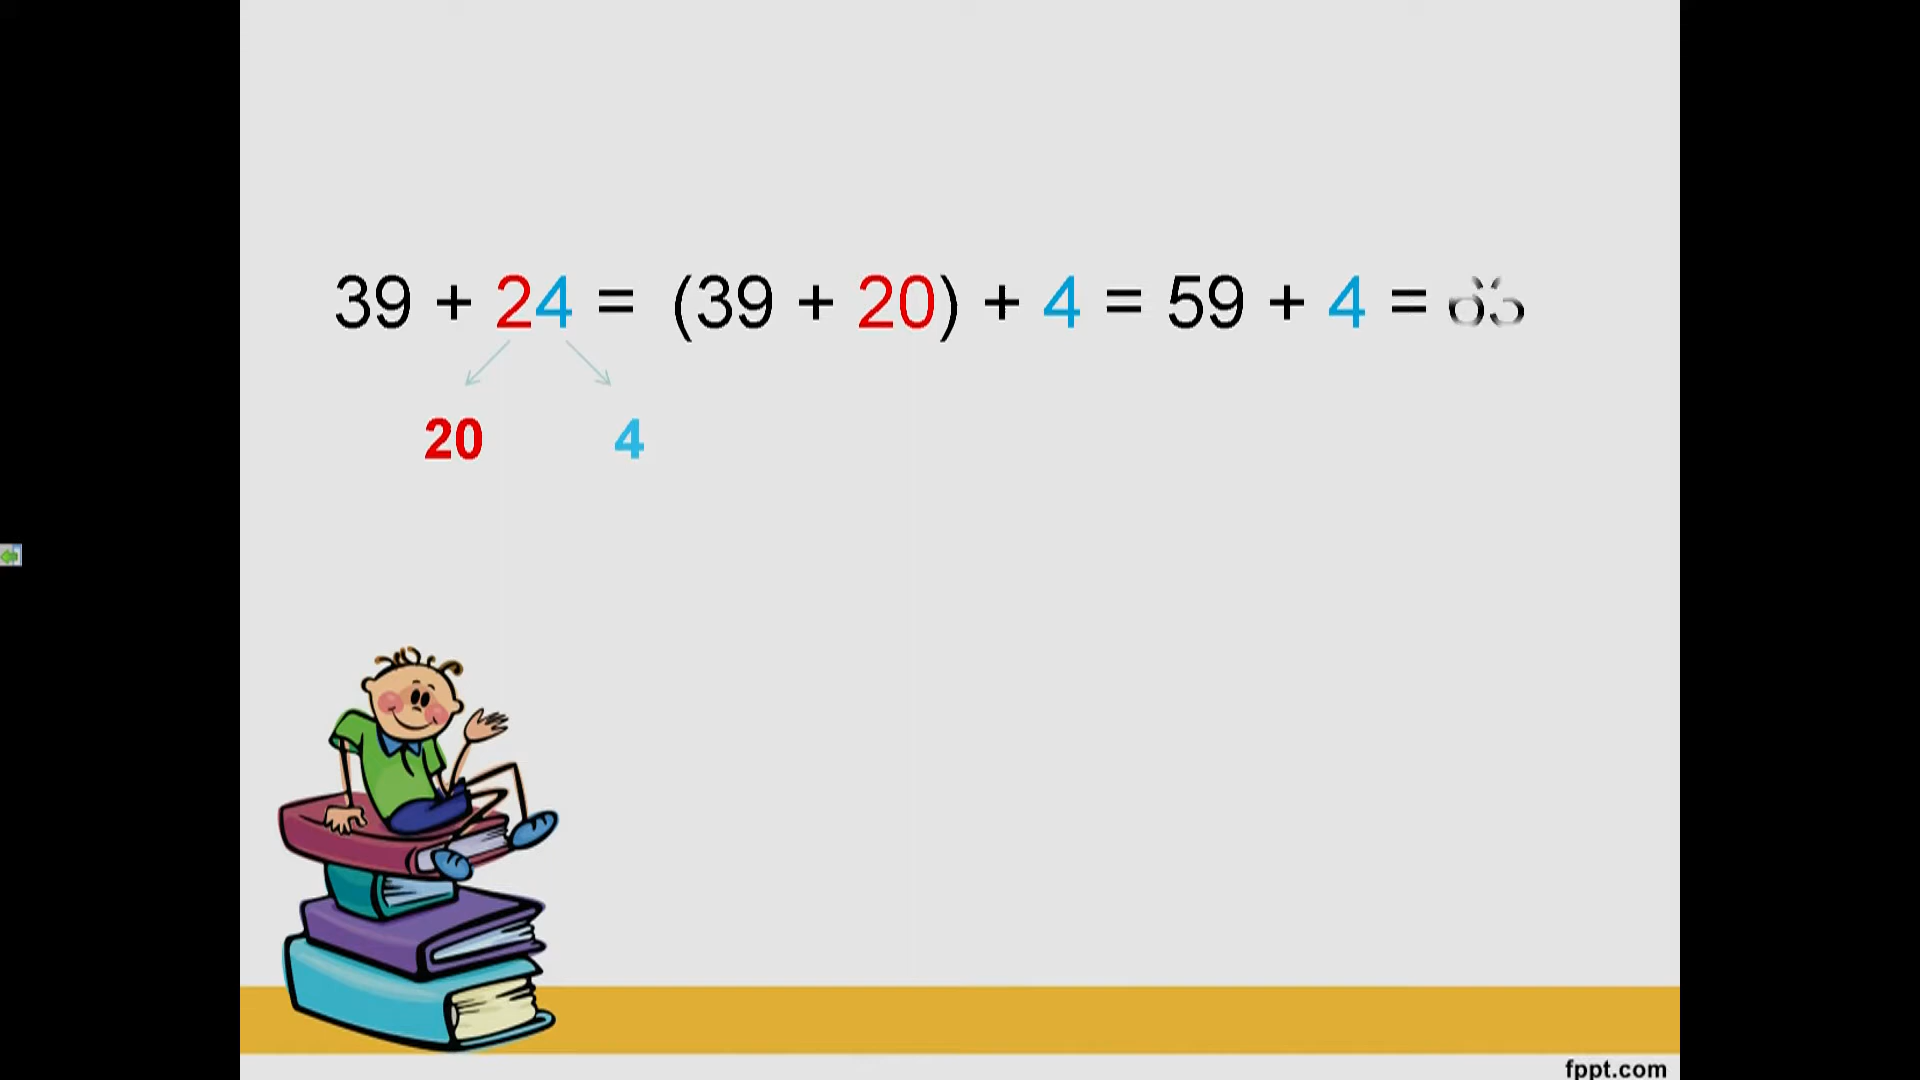 39 + 24 = (39 + 20) + 4 = 59 + 4 =
20 4
fppt.com